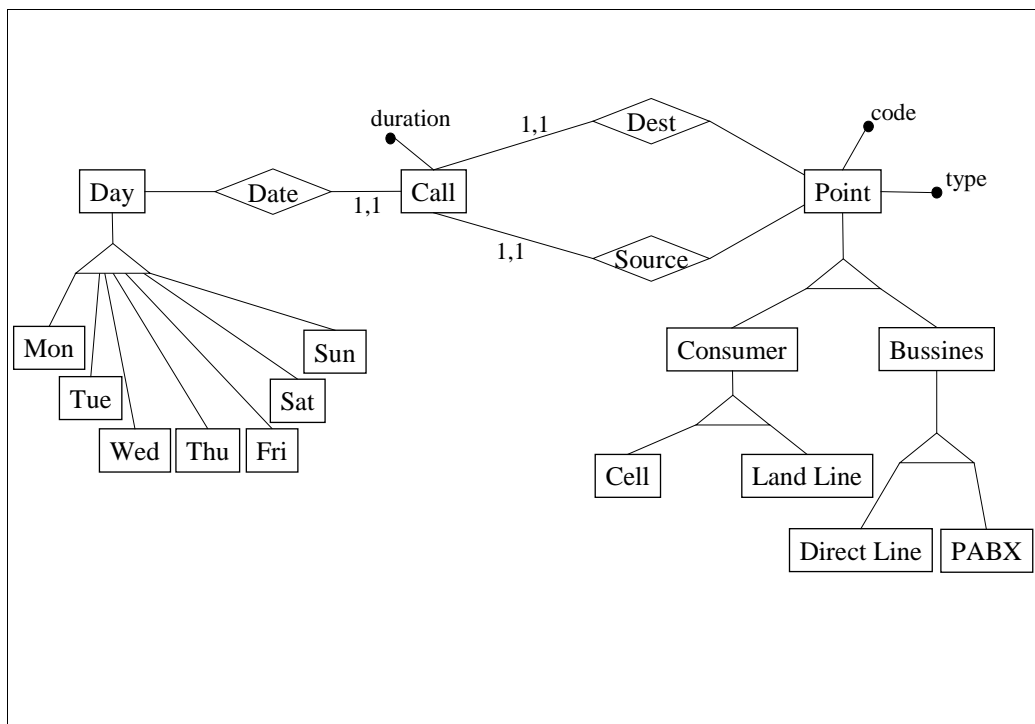 duration
code
1,1
Dest
type
Day
Date
Call
Point
1,1
1,1
Source
Mon
Sun
Consumer
Bussines
Tue
Sat
Wed
Thu
Fri
Cell
Land Line
Direct Line
PABX